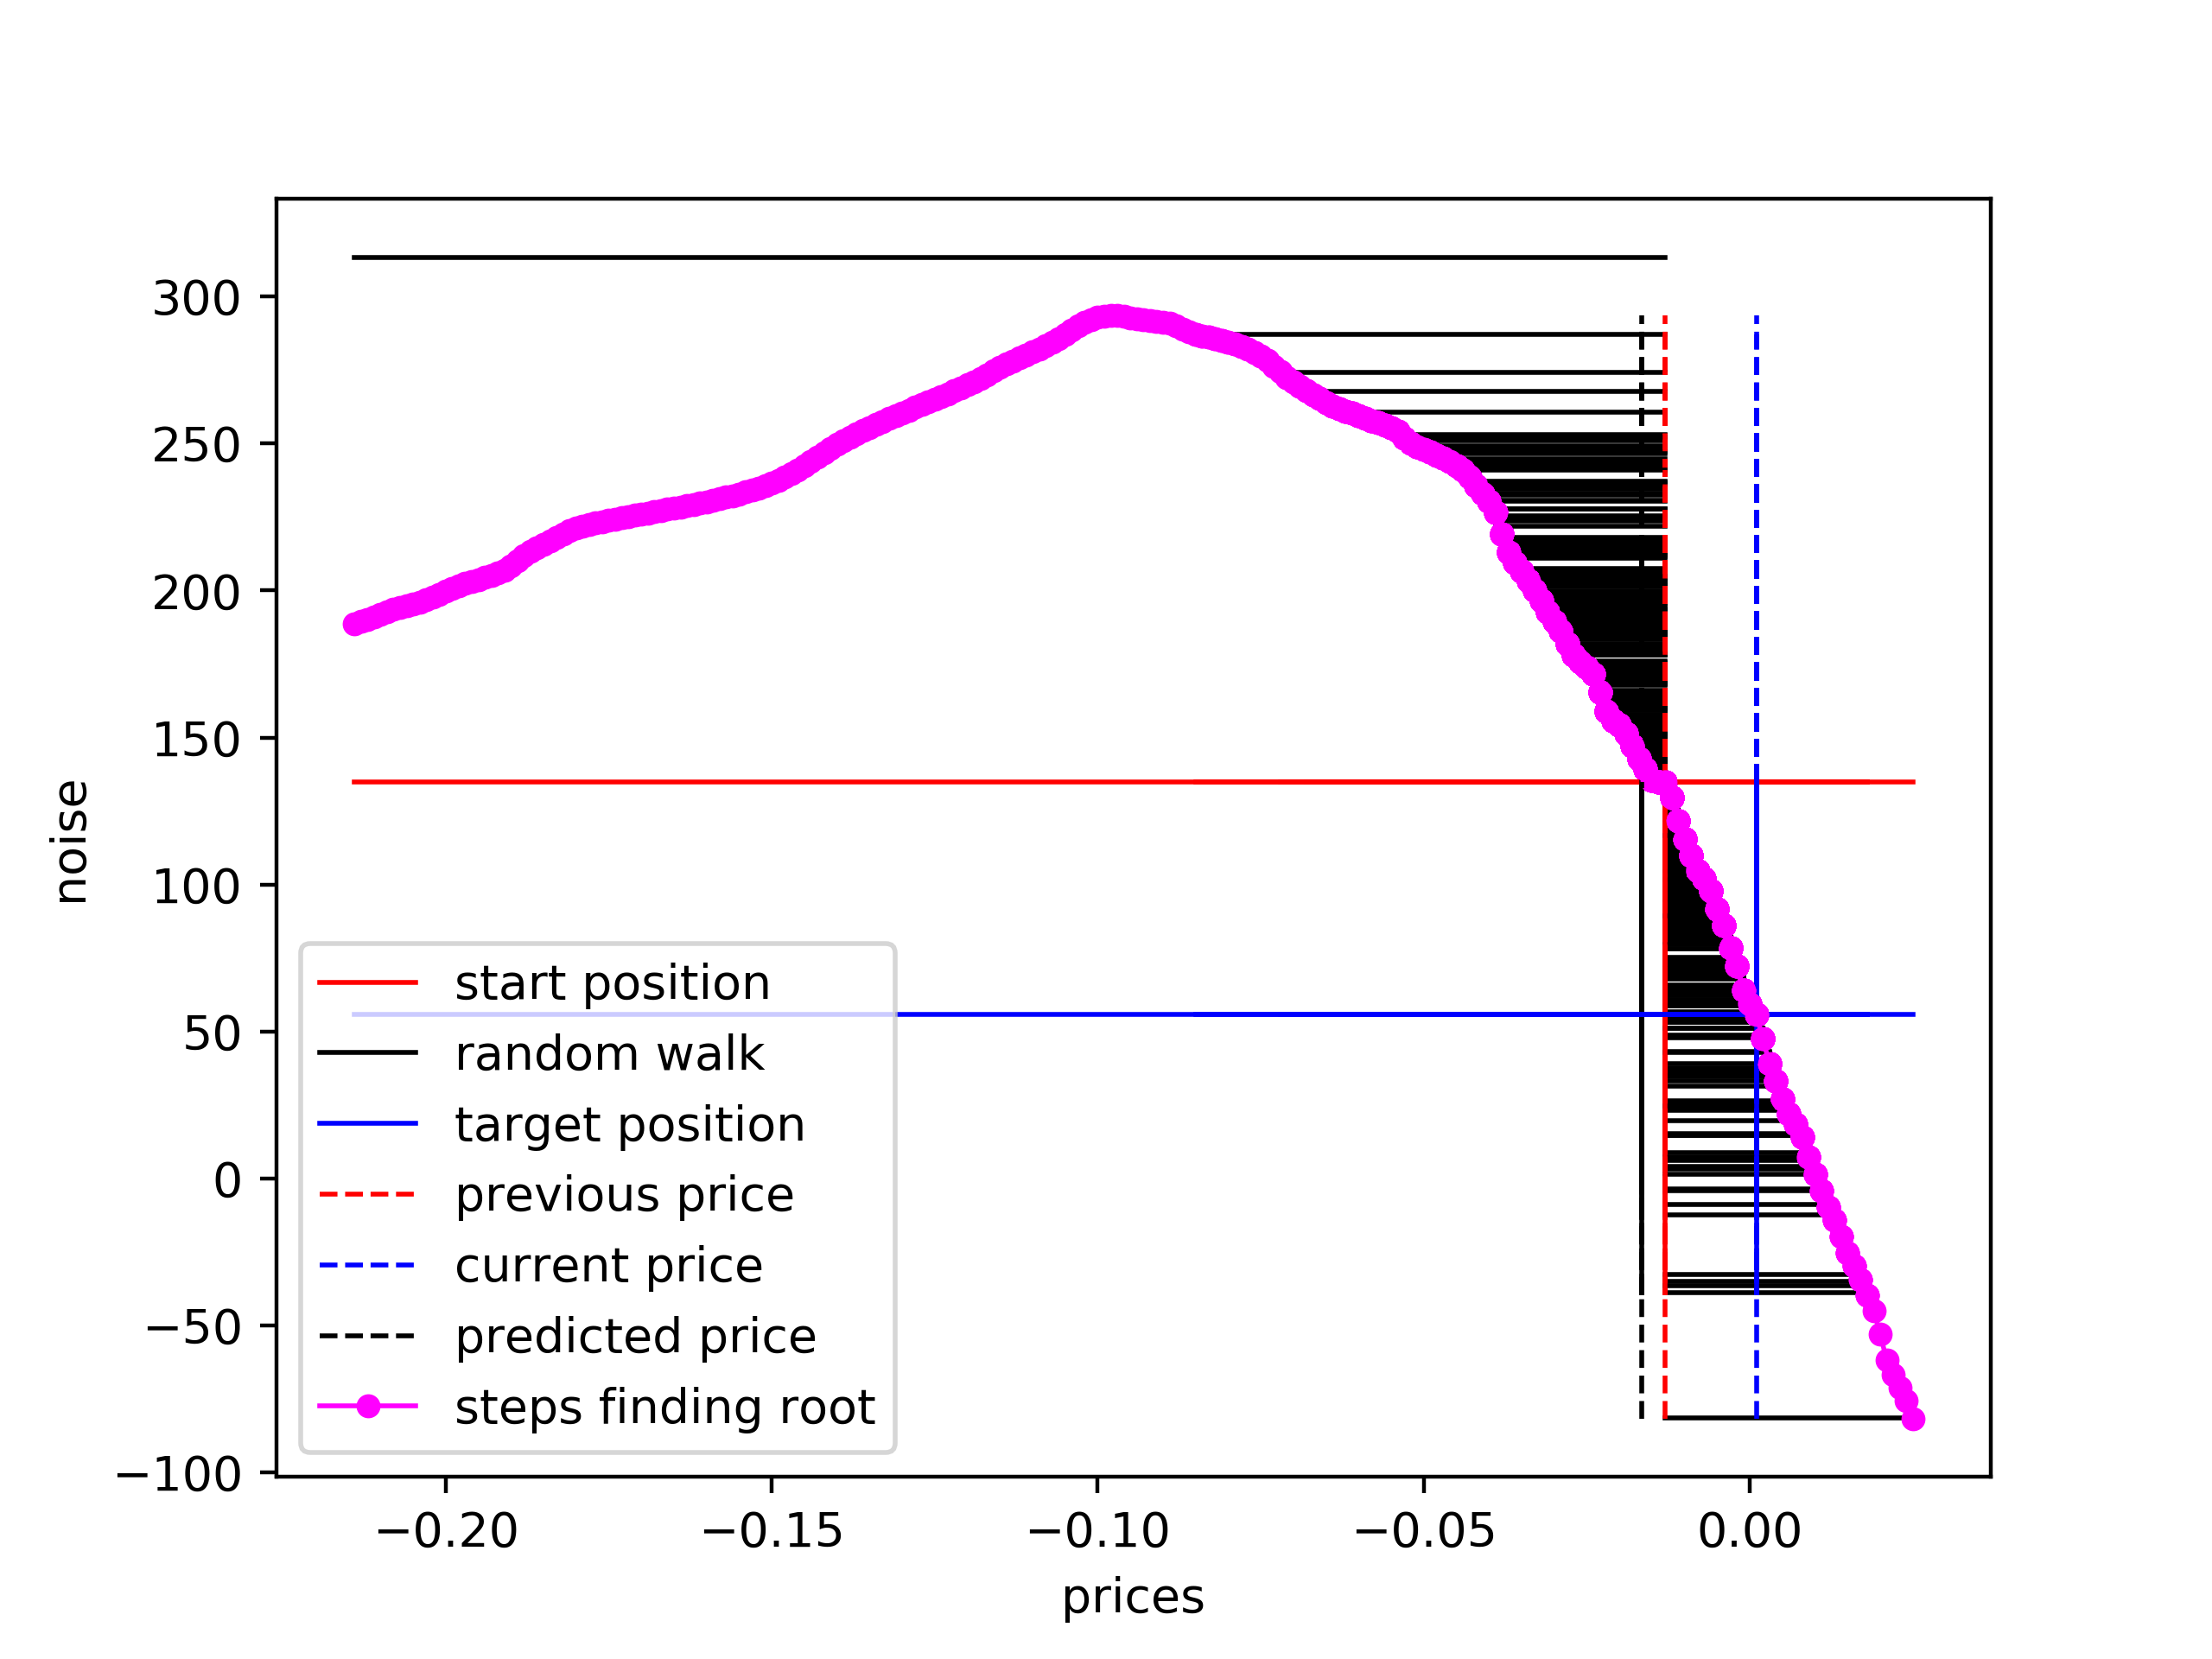 300
250
200
150
100
50
0
−50
−100
noise
start position
random walk
target position
previous price
current price
predicted price
steps finding root
−0.20 −0.15 −0.10 −0.05 0.00
prices